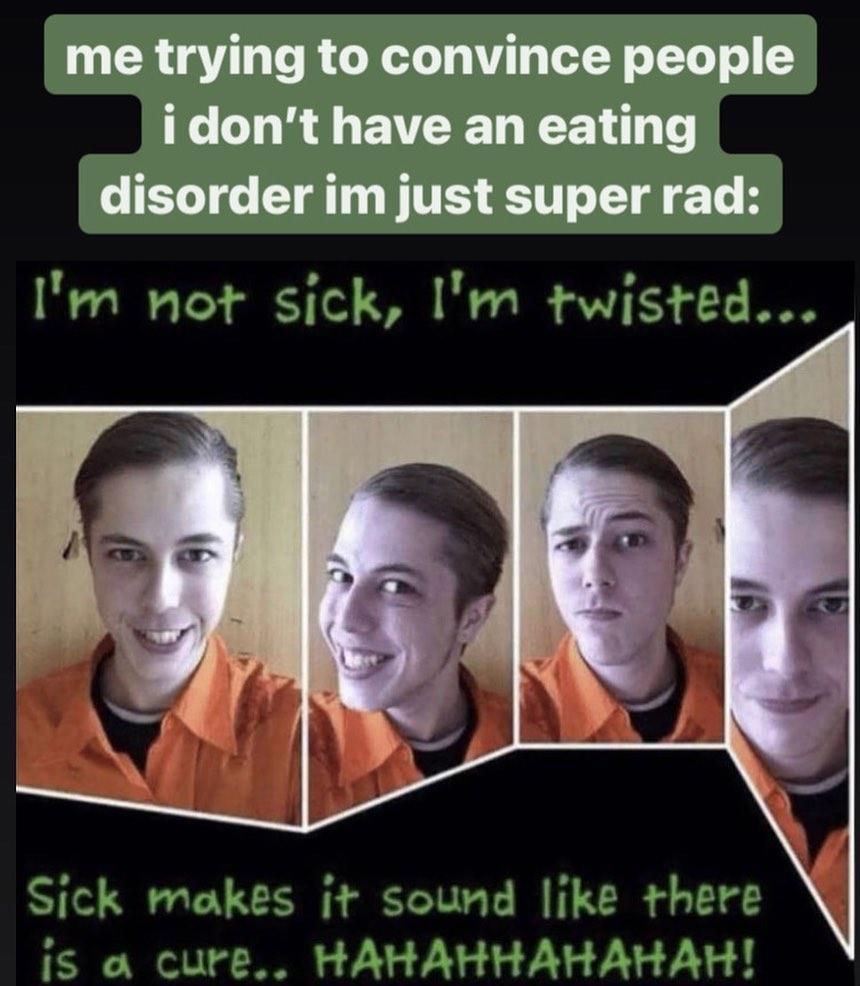 me trying to convince people
i don’t have an eating
disorder im just super rad:
I'm not sick, I'm twisted...
Sick makes it sound like there
is a cure.. HAHAHHAHAHAH!